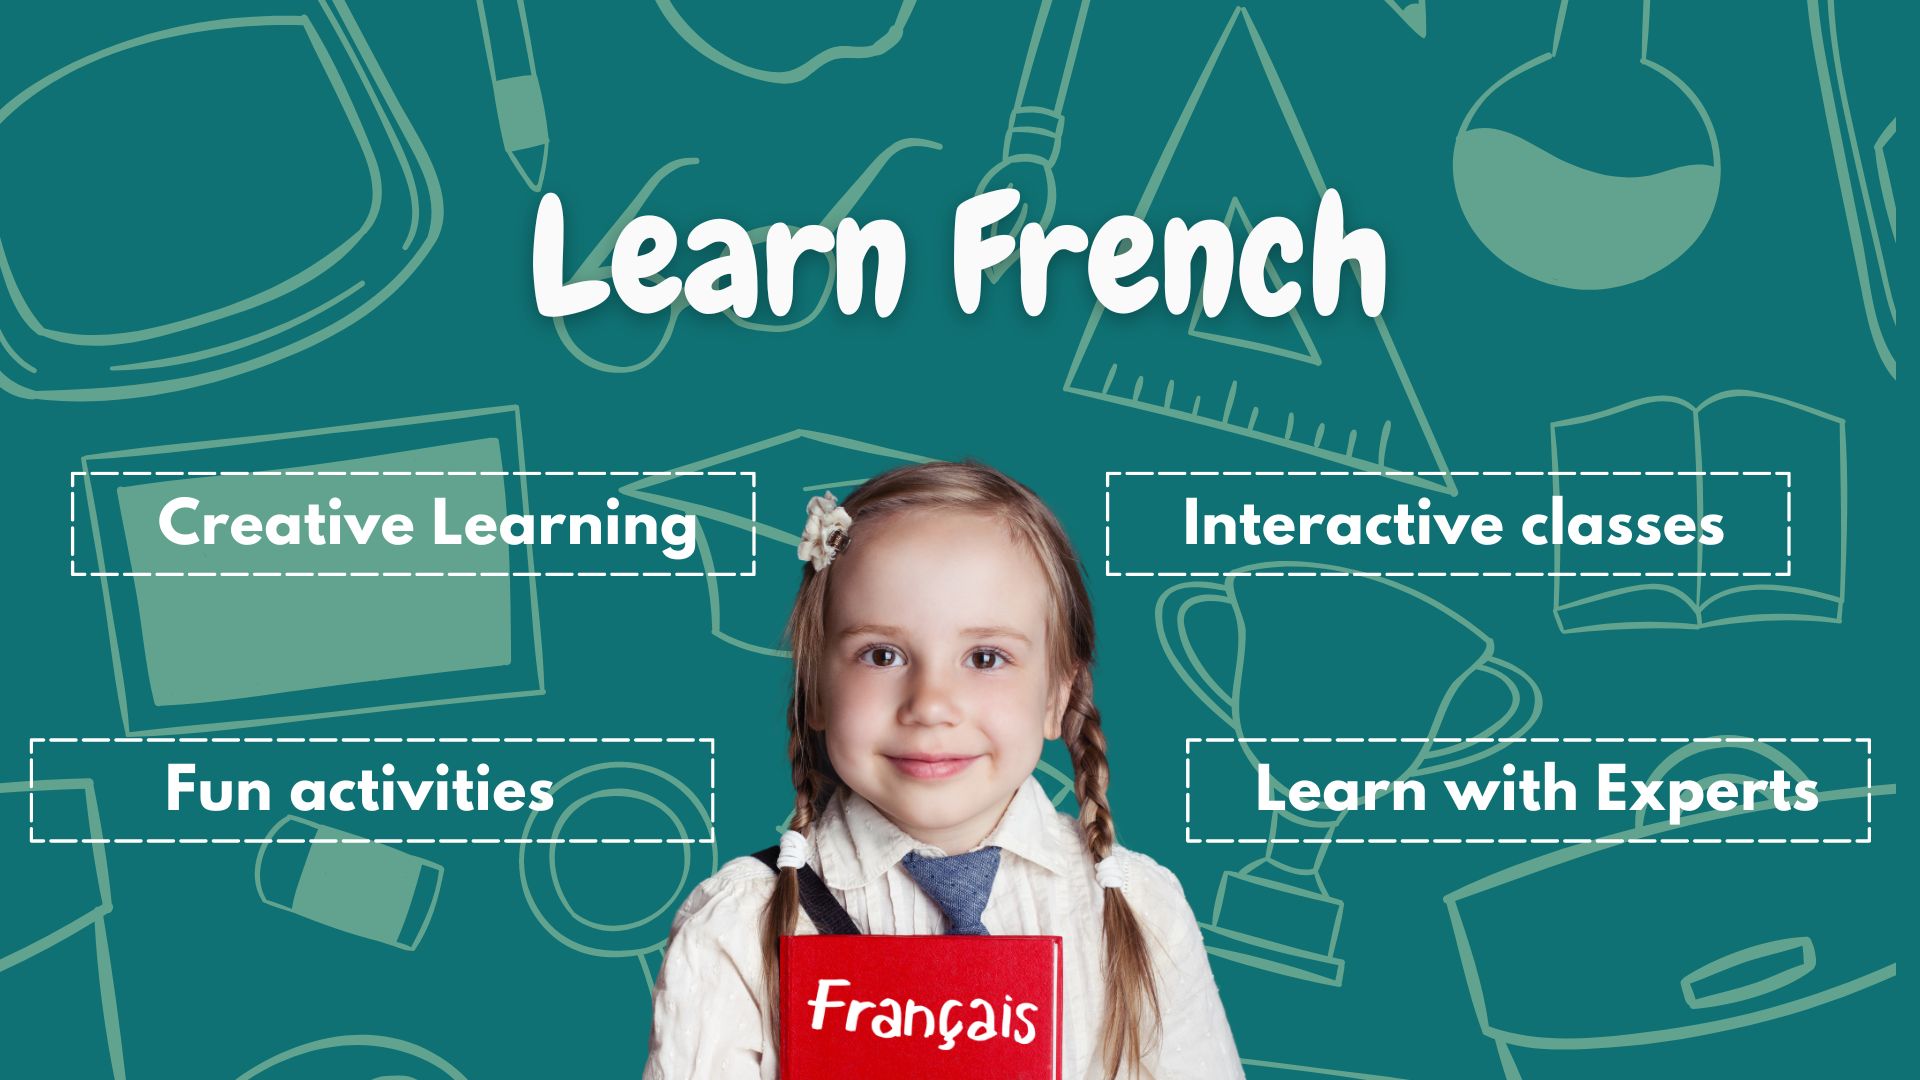 Learn French
Creative Learning
Interactive classes
Fun activities
Learn with Experts
Français